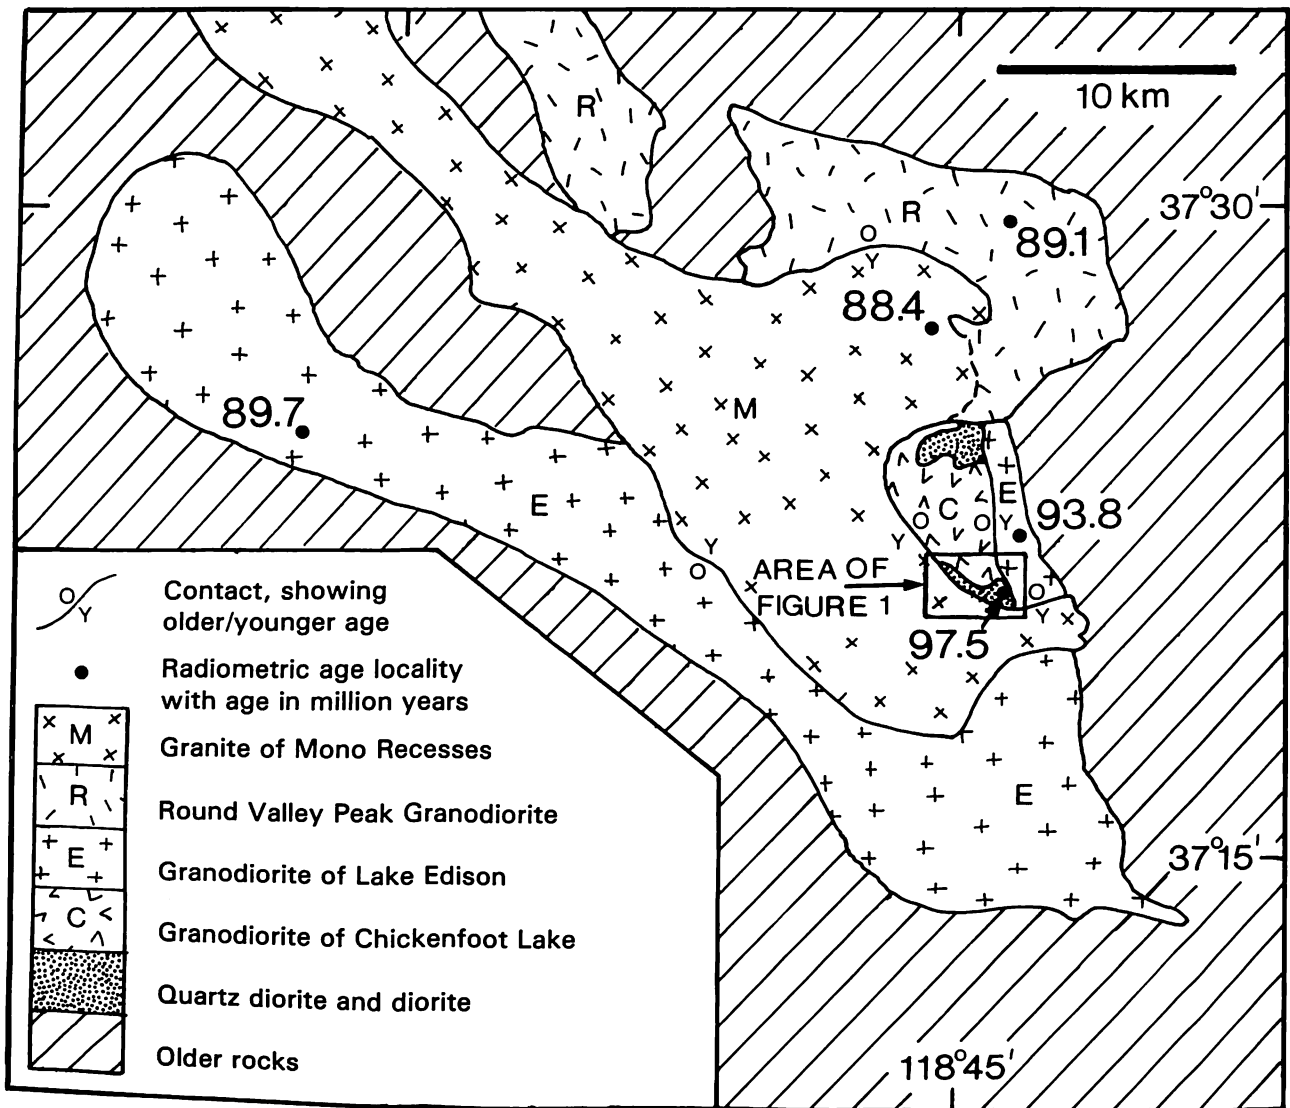 R
10 km
37°30'
R
O
Y
89.1
88.4
M
89.7
E
C
E
O
O
Y
Y
93.8
Y
O
AREA OF
FIGURE 1
O
Y
97.5
E
37°15'
118°45'
O
Y
Contact, showing
older/younger age
Radiometric age locality
with age in million years
M
Granite of Mono Recesses
R
Round Valley Peak Granodiorite
E
Granodiorite of Lake Edison
C
Granodiorite of Chickenfoot Lake
Quartz diorite and diorite
Older rocks